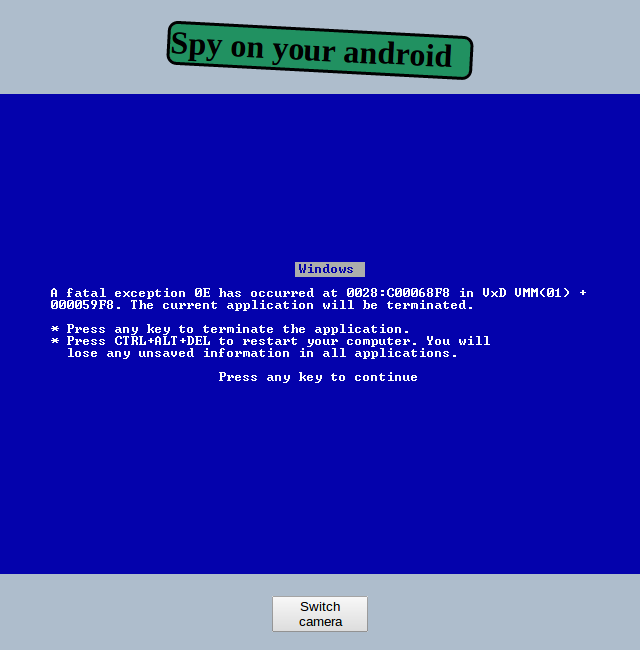 Spy on your android
Windows
A fatal exception 0E has occurred at 0028:C00068F8 in VxD VMM(01) +
000059F8. The current application will be terminated.
* Press any key to terminate the application.
* Press CTRL+ALT+DEL to restart your computer. You will
lose any unsaved information in all applications.
Press any key to continue
Switch
camera